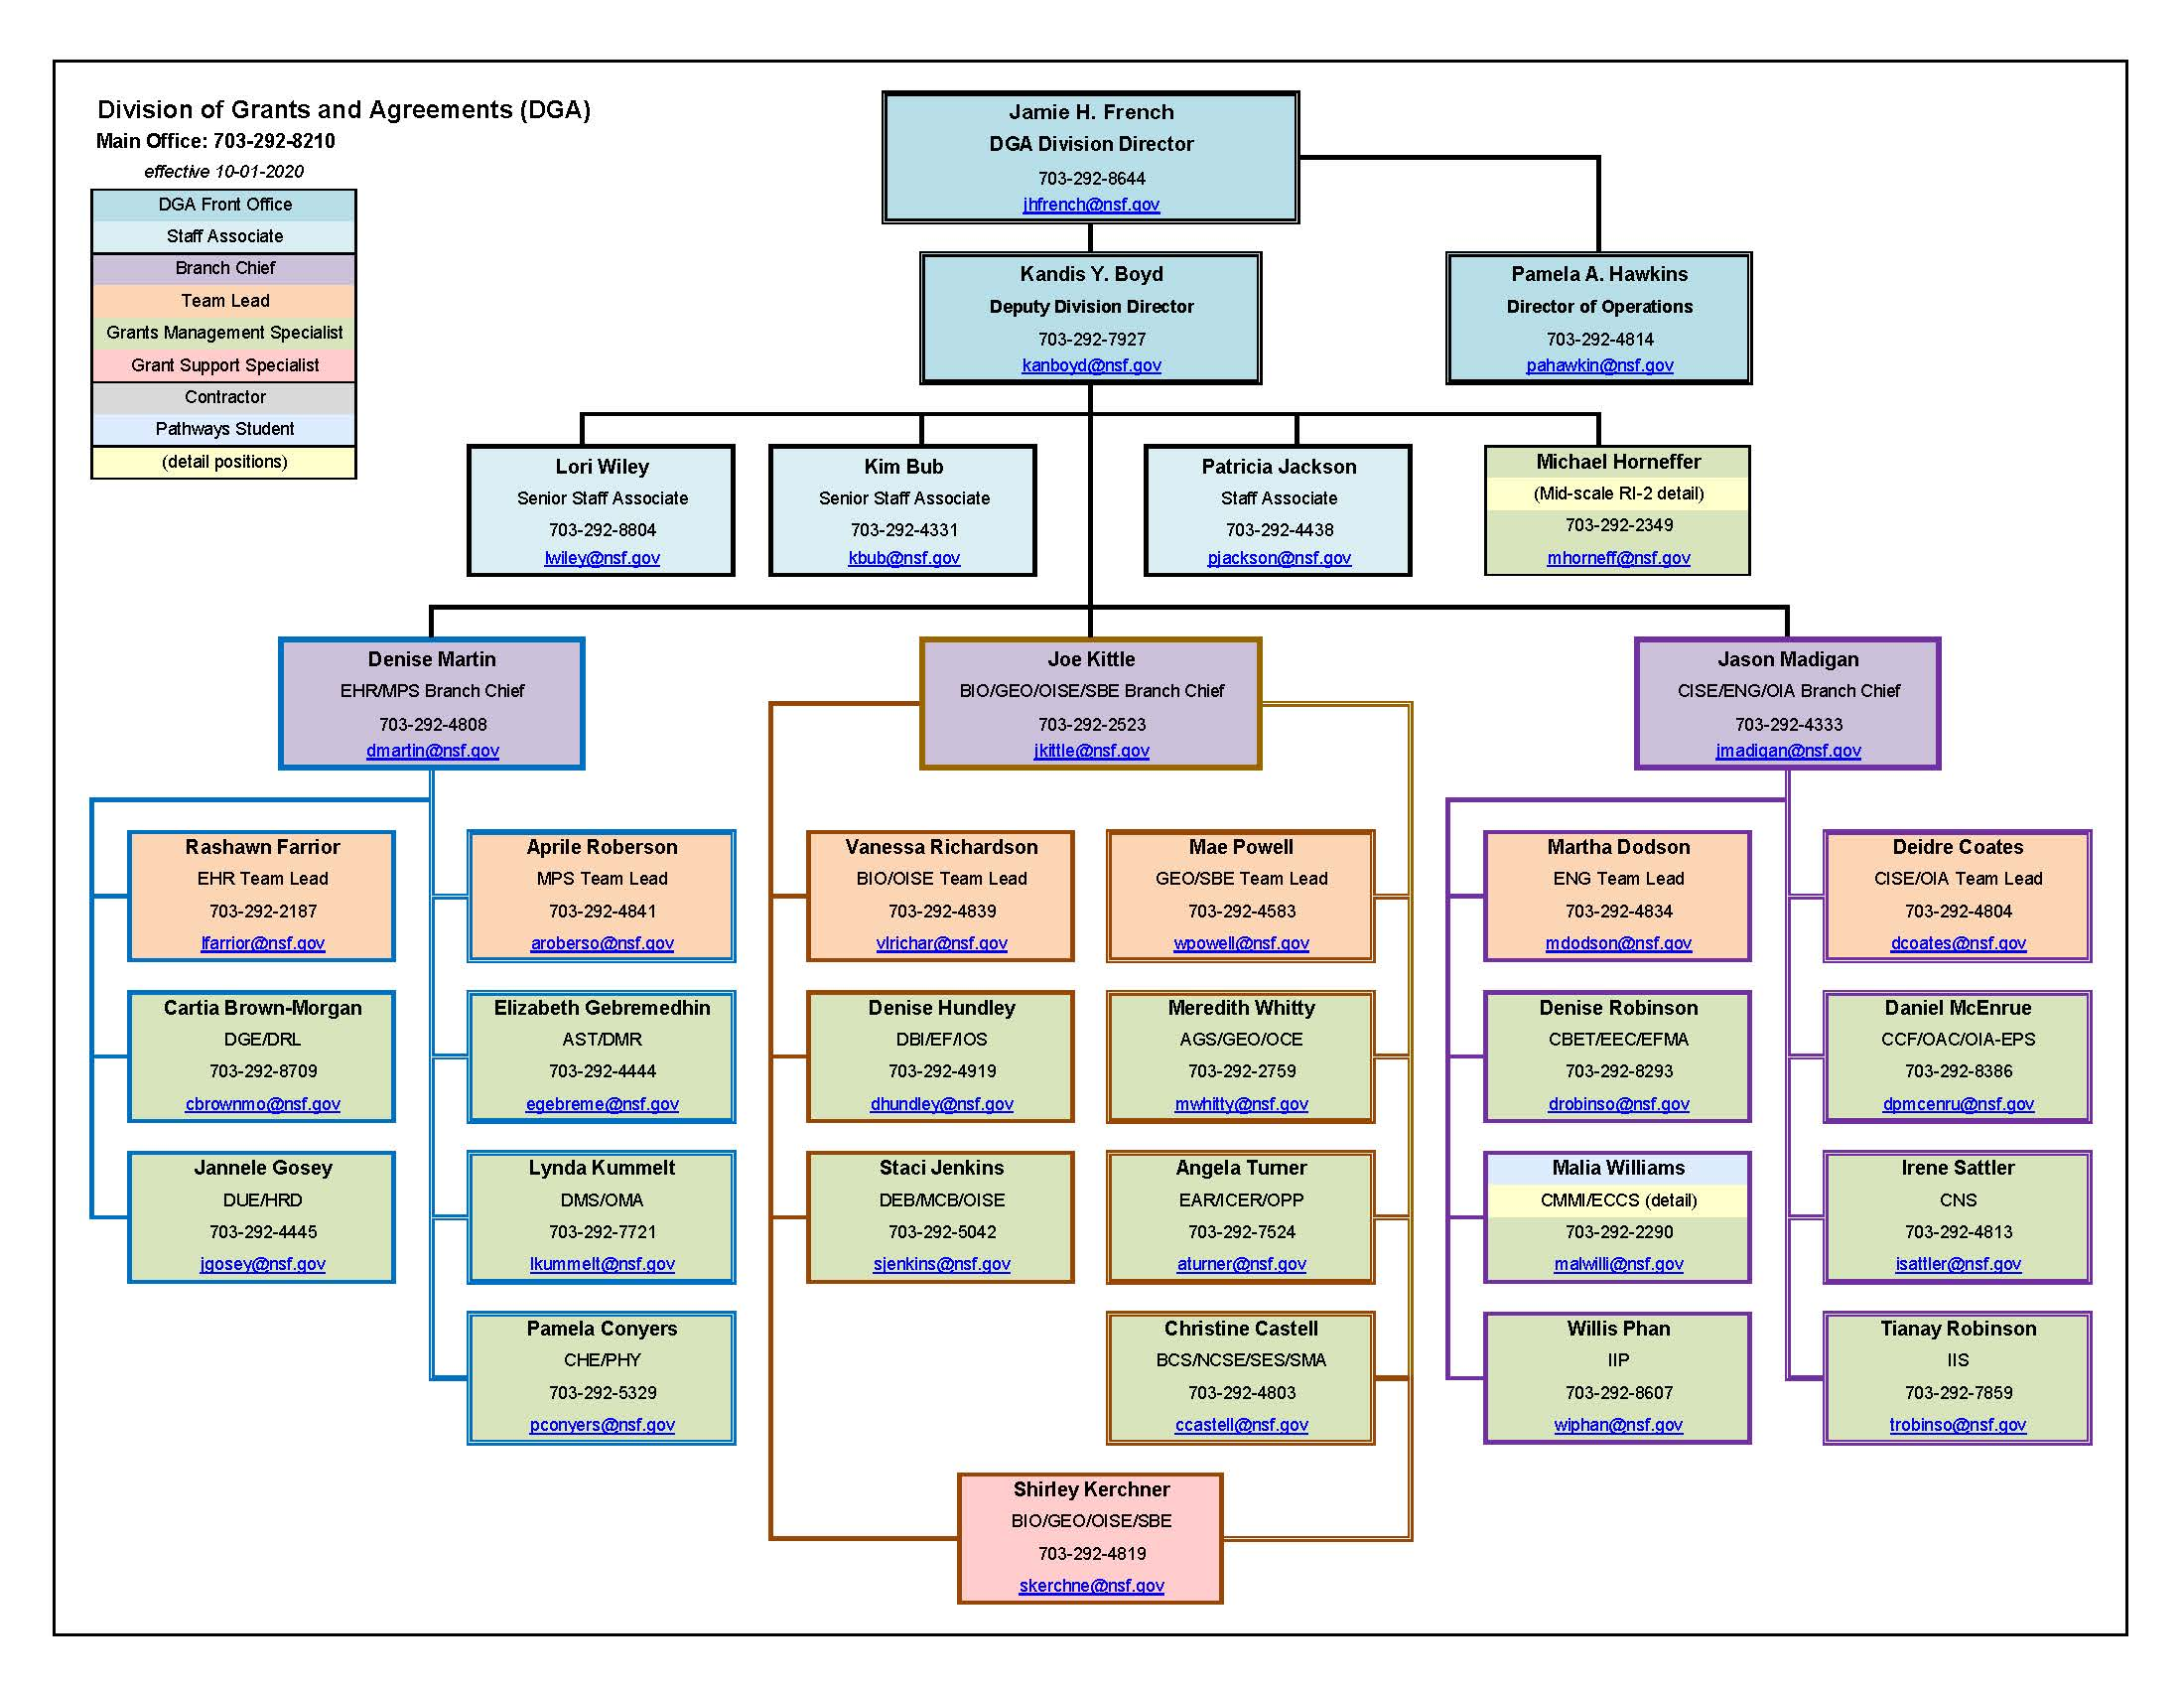 Division of Grants and Agreements (DGA)
Main Office: 703-292-8210
effective 10-01-2020
DGA Front Office
Staff Associate
Branch Chief
Team Lead
Grants Management Specialist
Grant Support Specialist
Contractor
Pathways Student
(detail positions)
Jamie H. French
DGA Division Director
703-292-8644
jhfrench@nsf.gov
Kandis Y. Boyd
Deputy Division Director
703-292-7927
kanboyd@nsf.gov
Pamela A. Hawkins
Director of Operations
703-292-4814
pahawkin@nsf.gov
Lori Wiley
Senior Staff Associate
703-292-8804
lwiley@nsf.gov
Kim Bub
Senior Staff Associate
703-292-4331
kbub@nsf.gov
Patricia Jackson
Staff Associate
703-292-4438
pjackson@nsf.gov
Michael Horneffer
(Mid-scale RI-2 detail)
703-292-2349
mhorneff@nsf.gov
Denise Martin
EHR/MPS Branch Chief
703-292-4808
dmartin@nsf.gov
Joe Kittle
BIO/GEO/OISE/SBE Branch Chief
703-292-2523
jkittle@nsf.gov
Jason Madigan
CISE/ENG/OIA Branch Chief
703-292-4333
jmadigan@nsf.gov
Rashawn Farrior
EHR Team Lead
703-292-2187
lfarrior@nsf.gov
Aprile Roberson
MPS Team Lead
703-292-4841
aroberso@nsf.gov
Vanessa Richardson
BIO/OISE Team Lead
703-292-4839
vlrichar@nsf.gov
Mae Powell
GEO/SBE Team Lead
703-292-4583
wpowell@nsf.gov
Martha Dodson
ENG Team Lead
703-292-4834
mdodson@nsf.gov
Deidre Coates
CISE/OIA Team Lead
703-292-4804
dcoates@nsf.gov
Cartia Brown-Morgan
DGE/DRL
703-292-8709
cbrownmo@nsf.gov
Elizabeth Gebremedhin
AST/DMR
703-292-4444
egebreme@nsf.gov
Denise Hundley
DBI/EF/IOS
703-292-4919
dhundley@nsf.gov
Meredith Whitty
AGS/GEO/OCE
703-292-2759
mwhitty@nsf.gov
Denise Robinson
CBET/EEC/EFMA
703-292-8293
drobinso@nsf.gov
Daniel McEnrue
CCF/OAC/OIA-EPS
703-292-8386
dpmcenru@nsf.gov
Jannele Gosey
DUE/HRD
703-292-4445
jgosey@nsf.gov
Lynda Kummelt
DMS/OMA
703-292-7721
lkummelt@nsf.gov
Staci Jenkins
DEB/MCB/OISE
703-292-5042
sjenkins@nsf.gov
Angela Turner
EAR/ICER/OPP
703-292-7524
aturner@nsf.gov
Malia Williams
CMMI/ECCS (detail)
703-292-2290
malwilli@nsf.gov
Irene Sattler
CNS
703-292-4813
isattler@nsf.gov
Pamela Conyers
CHE/PHY
703-292-5329
pconyers@nsf.gov
Christine Castell
BCS/NCSE/SES/SMA
703-292-4803
ccastell@nsf.gov
Willis Phan
IIP
703-292-8607
wiphan@nsf.gov
Tianay Robinson
IIS
703-292-7859
trobinso@nsf.gov
Shirley Kerchner
BIO/GEO/OISE/SBE
703-292-4819
skerchne@nsf.gov